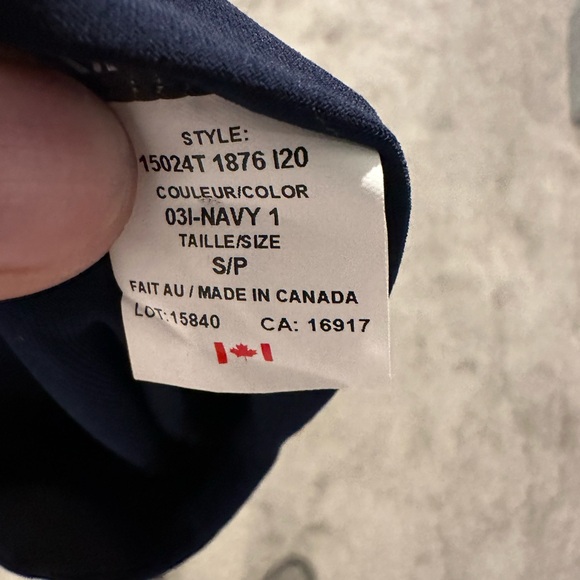 STYLE:
15024T 1876 I20
COULEUR/COLOR
03I-NAVY 1
TAILLE/SIZE
S/P
FAIT AU / MADE IN CANADA
LOT:15840 CA: 16917